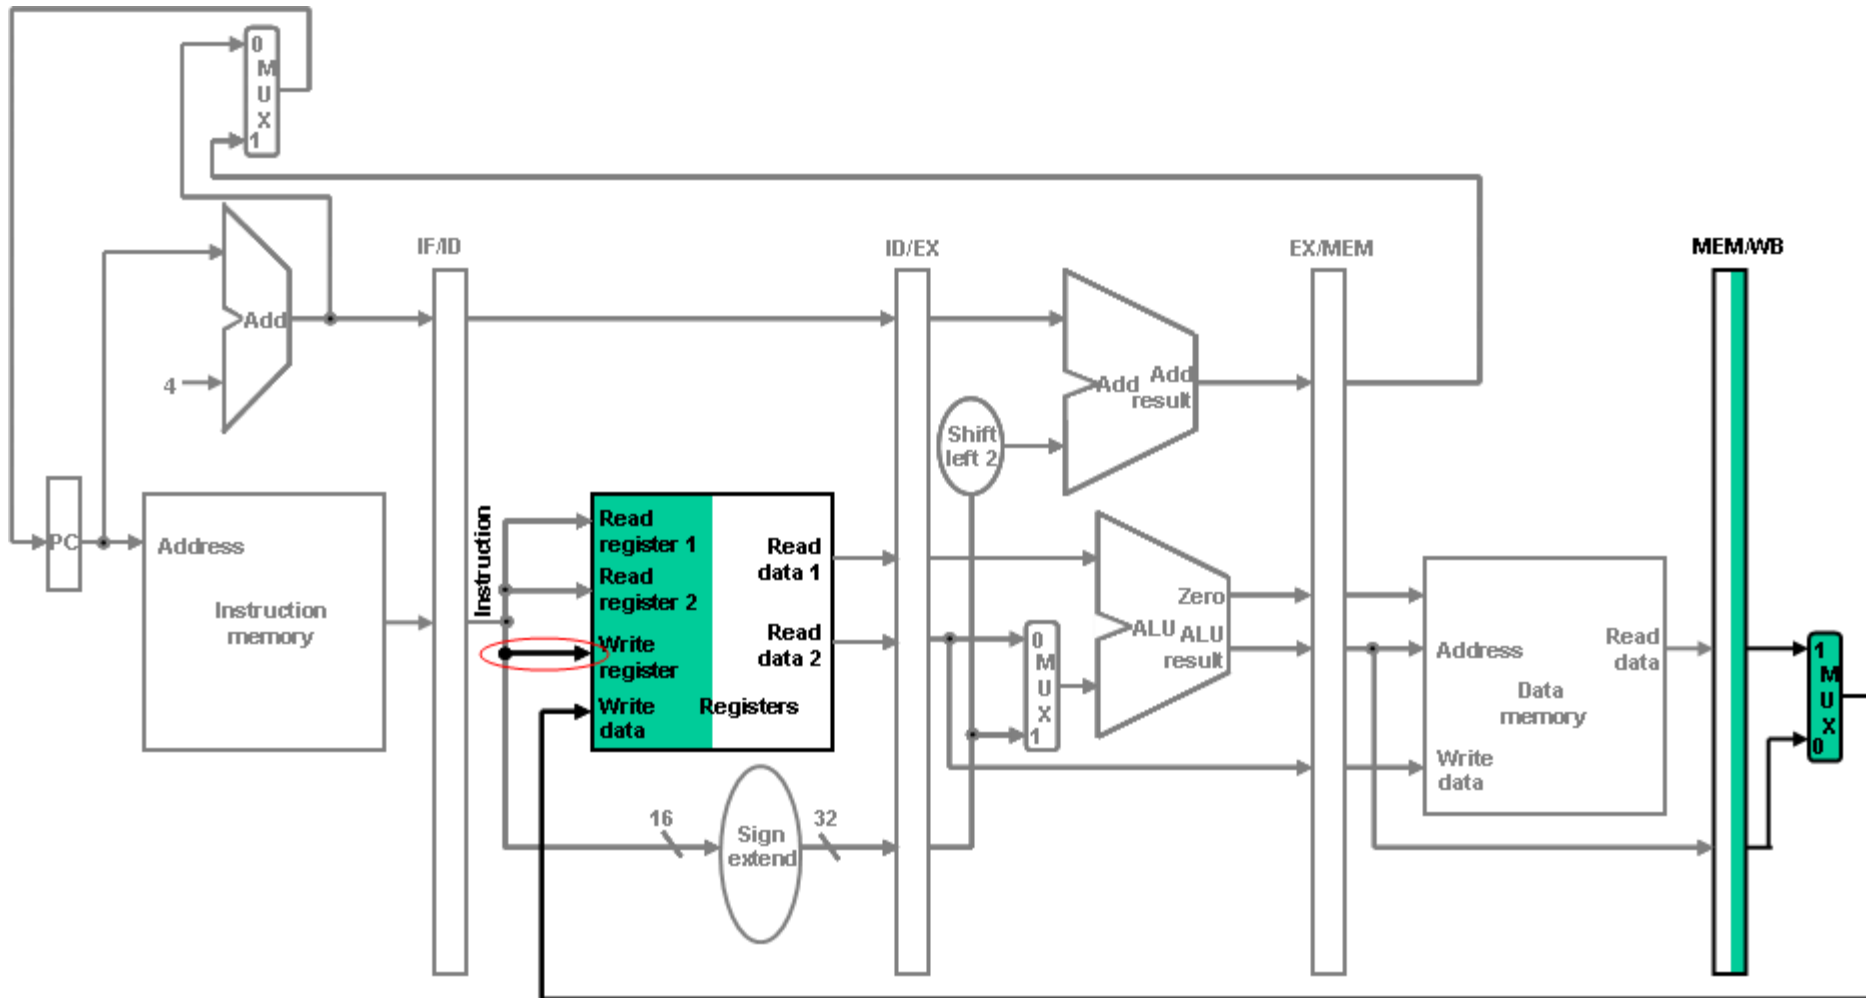 0
M
U
X
1
IF/ID
ID/EX
EX/MEM
MEM/WB
Add
4
Add
Add
result
Shift
left 2
PC
Address
Instruction
memory
Instruction
Read
register 1
Read
register 2
Write
register
Write
data
Registers
Read
data 1
Read
data 2
16
Sign
extend
32
0
M
U
X
1
Zero
ALU
ALU
result
Address
Read
data
Data
memory
Write
data
1
M
U
X
0